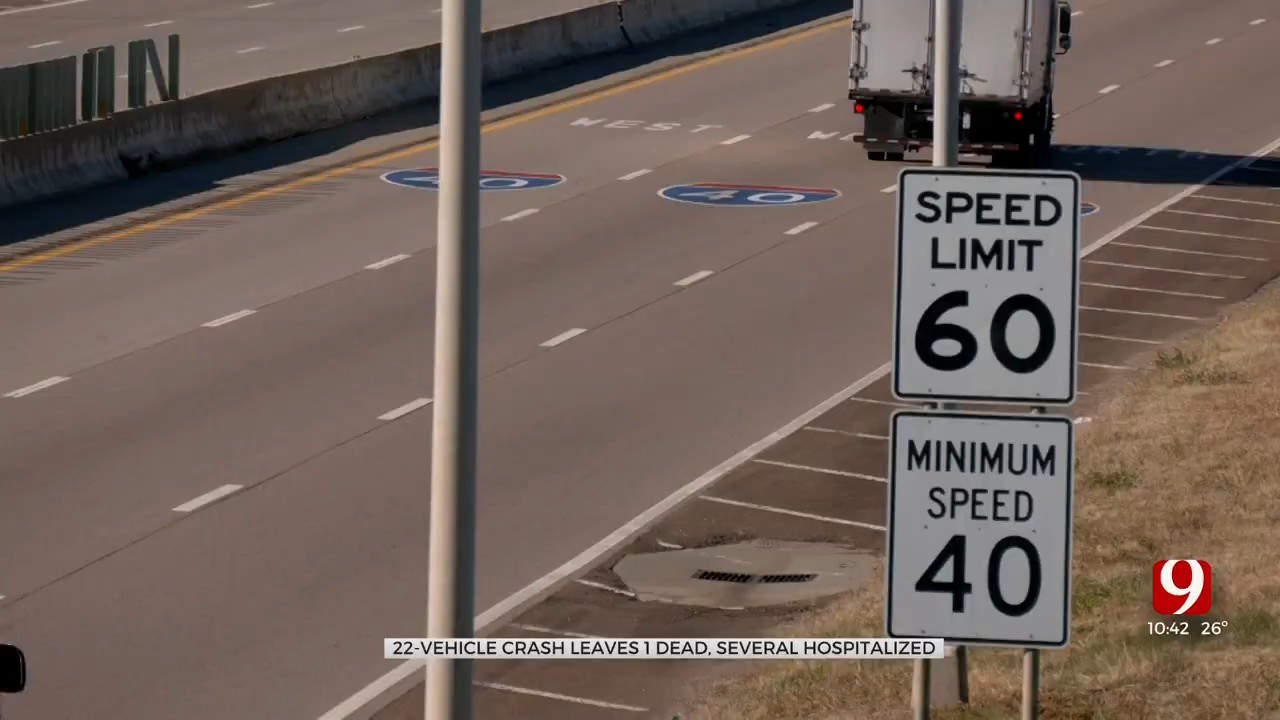 WEST
40
40
SPEED
LIMIT
60
MINIMUM
SPEED
40
9
10:42 26°
22-VEHICLE CRASH LEAVES 1 DEAD, SEVERAL HOSPITALIZED